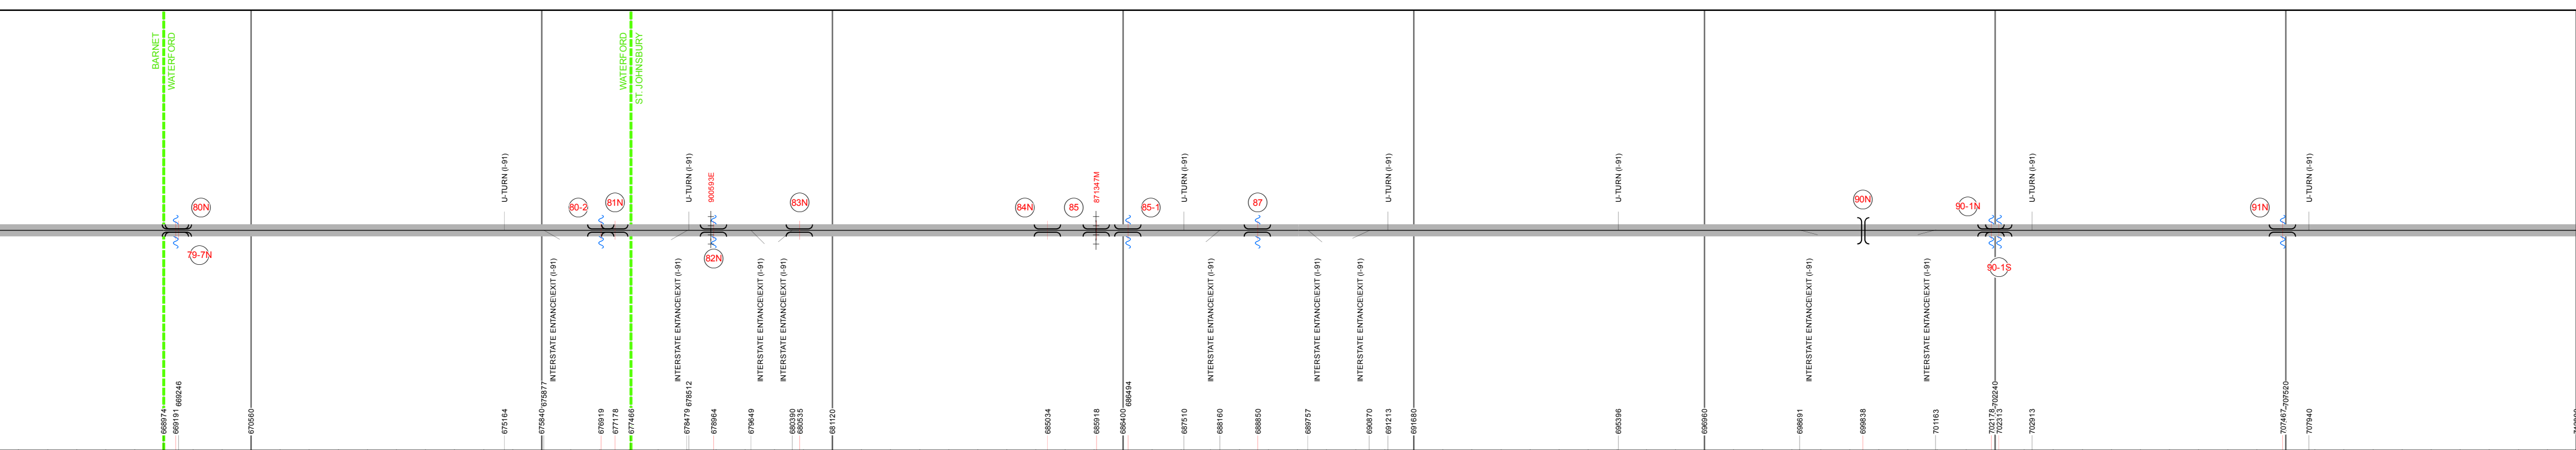 BARNET
WATERFORD
WATERFORD
ST. JOHNSBURY
U-TURN (I-91)
U-TURN (I-91)
900593E
871347M
U-TURN (I-91)
U-TURN (I-91)
U-TURN (I-91)
U-TURN (I-91)
U-TURN (I-91)
80N
80-2
81N
83N
84N
85
85-1
87
90N
90-1N
91N
79-7N
82N
90-1S
INTERSTATE ENTANCE\EXIT (I-91)
INTERSTATE ENTANCE\EXIT (I-91)
INTERSTATE ENTANCE\EXIT (I-91)
INTERSTATE ENTANCE\EXIT (I-91)
INTERSTATE ENTANCE\EXIT (I-91)
INTERSTATE ENTANCE\EXIT (I-91)
INTERSTATE ENTANCE\EXIT (I-91)
INTERSTATE ENTANCE\EXIT (I-91)
INTERSTATE ENTANCE\EXIT (I-91)
668974
669191
669246
670560
675164
675840
675877
676919
677178
677466
678479
678512
678964
679649
680390
680535
681120
685034
685918
686400
686494
687510
688160
688850
689757
690870
691213
691680
695396
696960
698691
699838
701163
702178
702240
702313
702913
707467
707520
707940